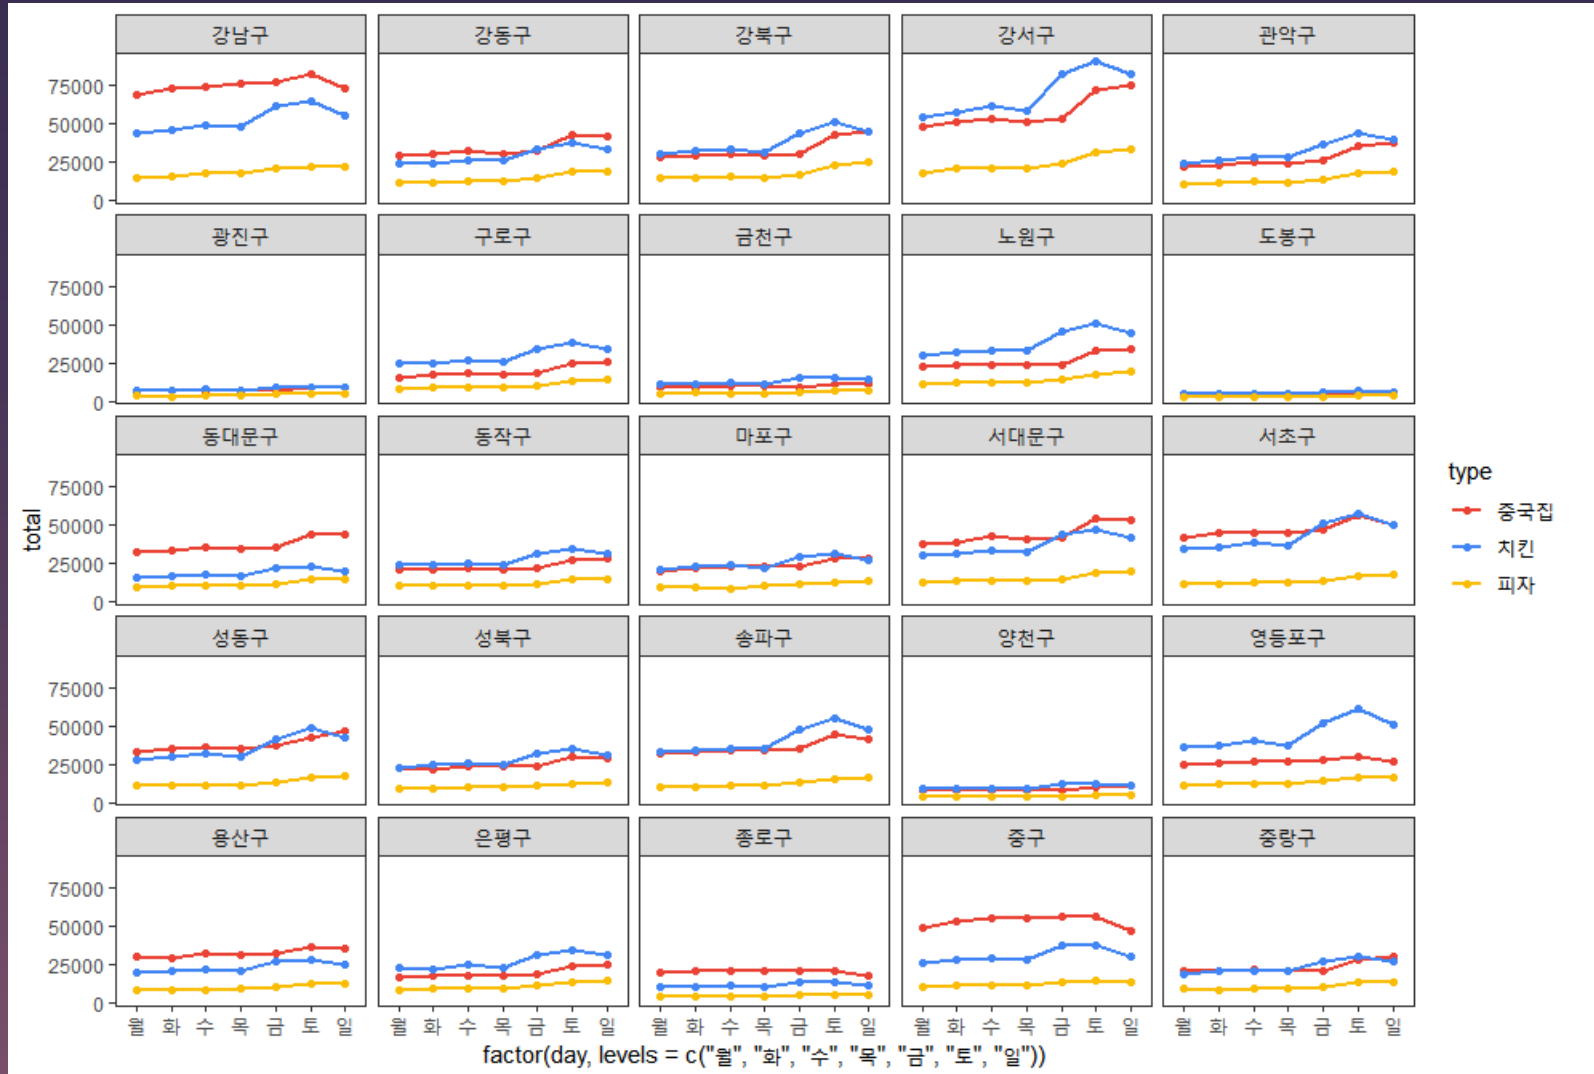 강남구 강동구 강북구 강서구 관악구
75000
50000
25000
0
광진구 구로구 금천구 노원구 도봉구
75000
50000
25000
0
동대문구 동작구 마포구 서대문구 서초구
75000
50000
25000
0
total
type
중국집
치킨
피자
성동구 성북구 송파구 양천구 영등포구
75000
50000
25000
0
용산구 은평구 종로구 중구 중랑구
75000
50000
25000
0
월 화 수 목 금 토 일 월 화 수 목 금 토 일 월 화 수 목 금 토 일 월 화 수 목 금 토 일 월 화 수 목 금 토 일
factor(day, levels = c("월", "화", "수", "목", "금", "토", "일"))